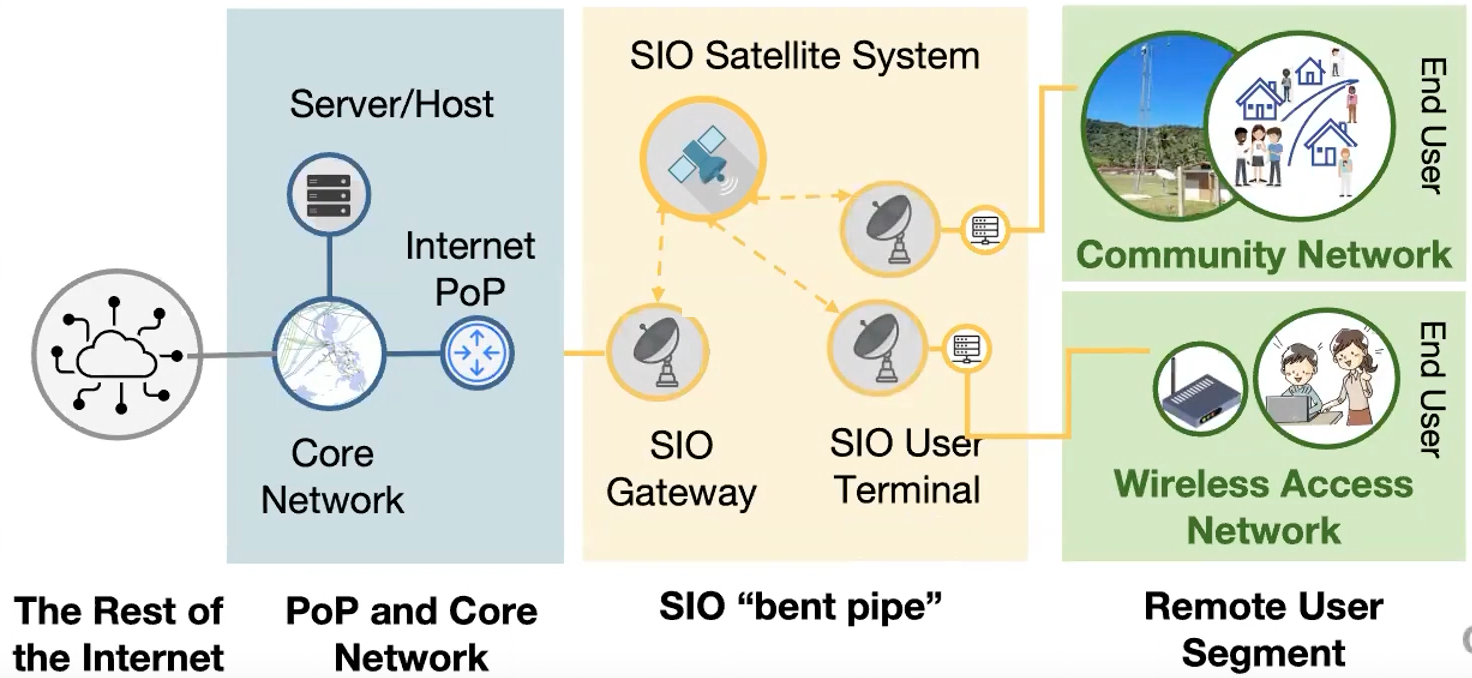 Server/Host
Internet
PoP
Core
Network
SIO Satellite System
SIO
Gateway
SIO User
Terminal
End User
Community Network
End User
Wireless Access
Network
The Rest of
the Internet
PoP and Core
Network
SIO “bent pipe”
Remote User
Segment